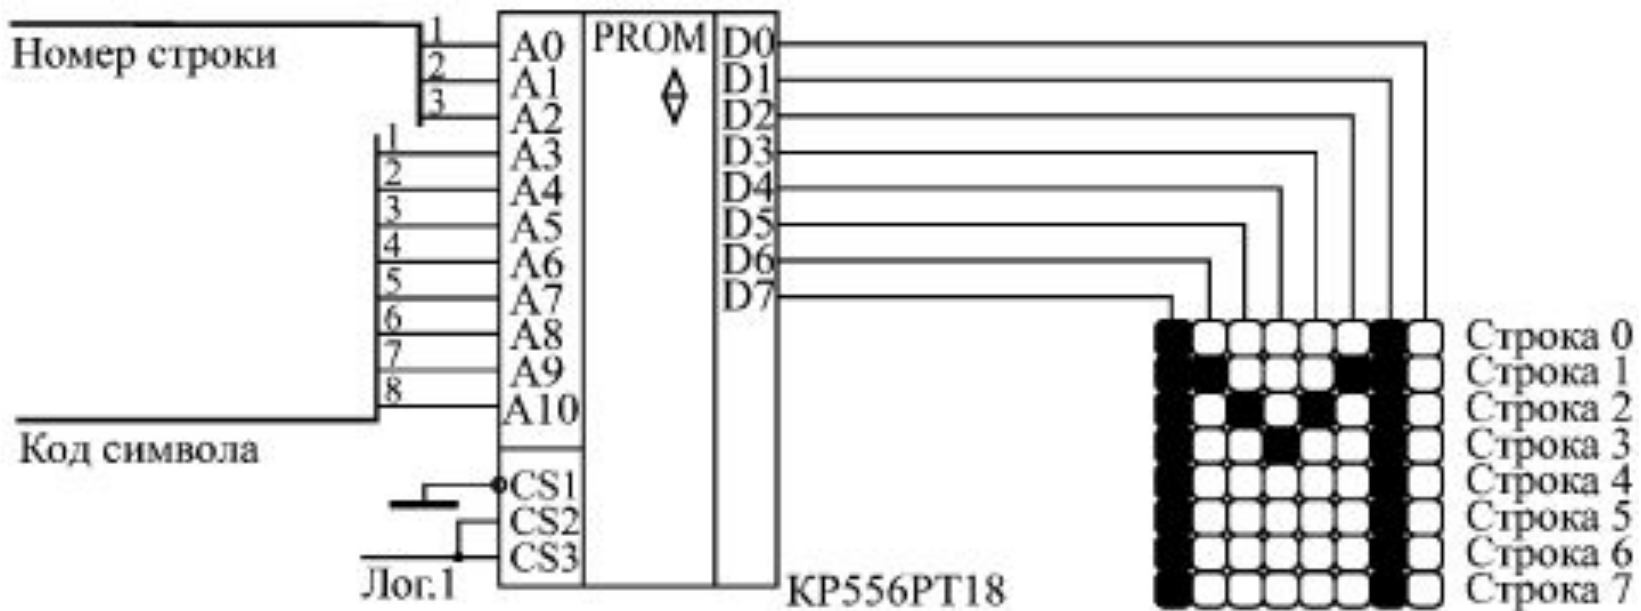 Номер строки
1
2
3
1
2
3
4
5
6
7
8
Код символа
Лог.1
A0
A1
A2
A3
A4
A5
A6
A7
A8
A9
A10
CS1
CS2
CS3
PROM
D0
D1
D2
D3
D4
D5
D6
D7
КР556РТ18
Строка 0
Строка 1
Строка 2
Строка 3
Строка 4
Строка 5
Строка 6
Строка 7